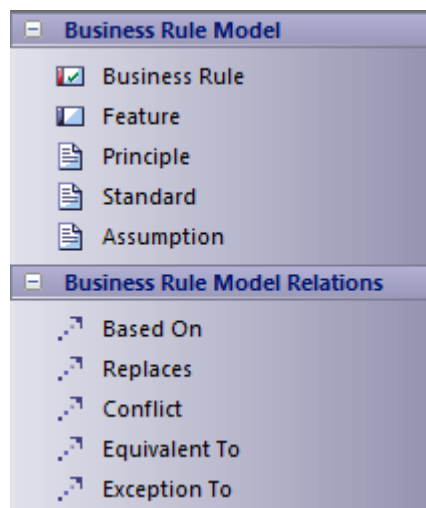 Business Rule Model
Business Rule
Feature
Principle
Standard
Assumption
Business Rule Model Relations
Based On
Replaces
Conflict
Equivalent To
Exception To